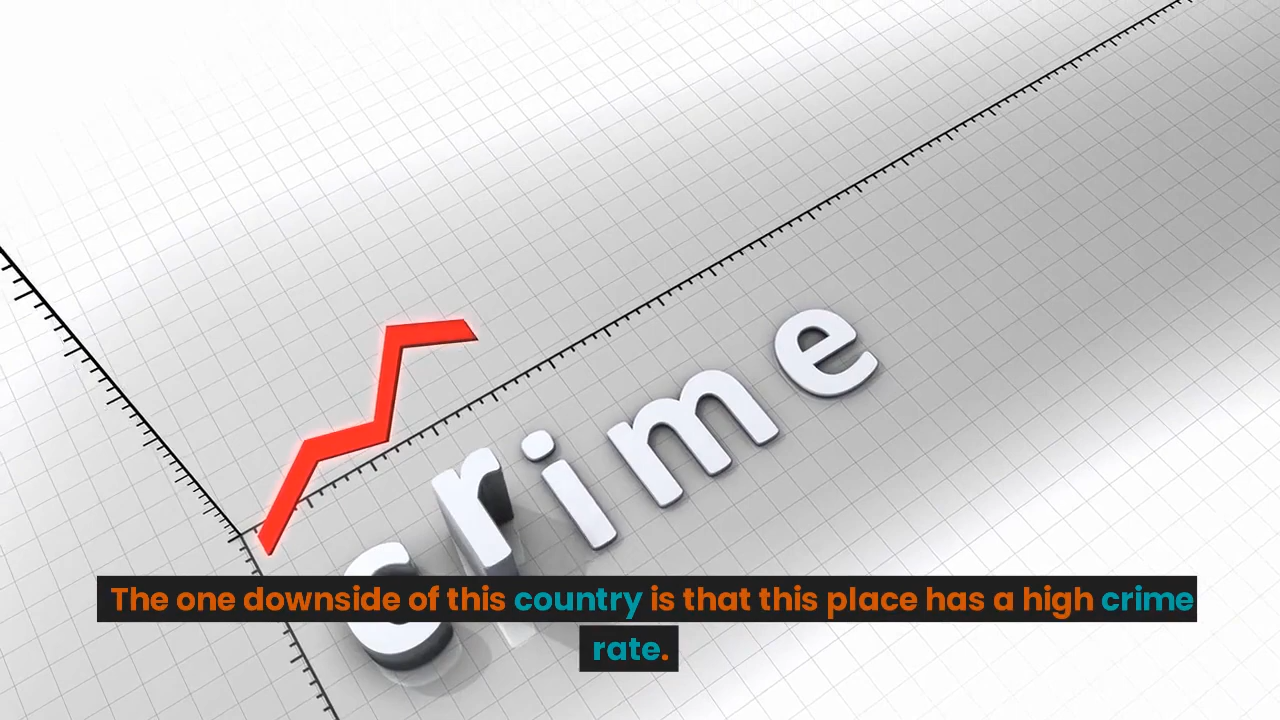 crime
The one downside of this country is that this place has a high crime
rate.